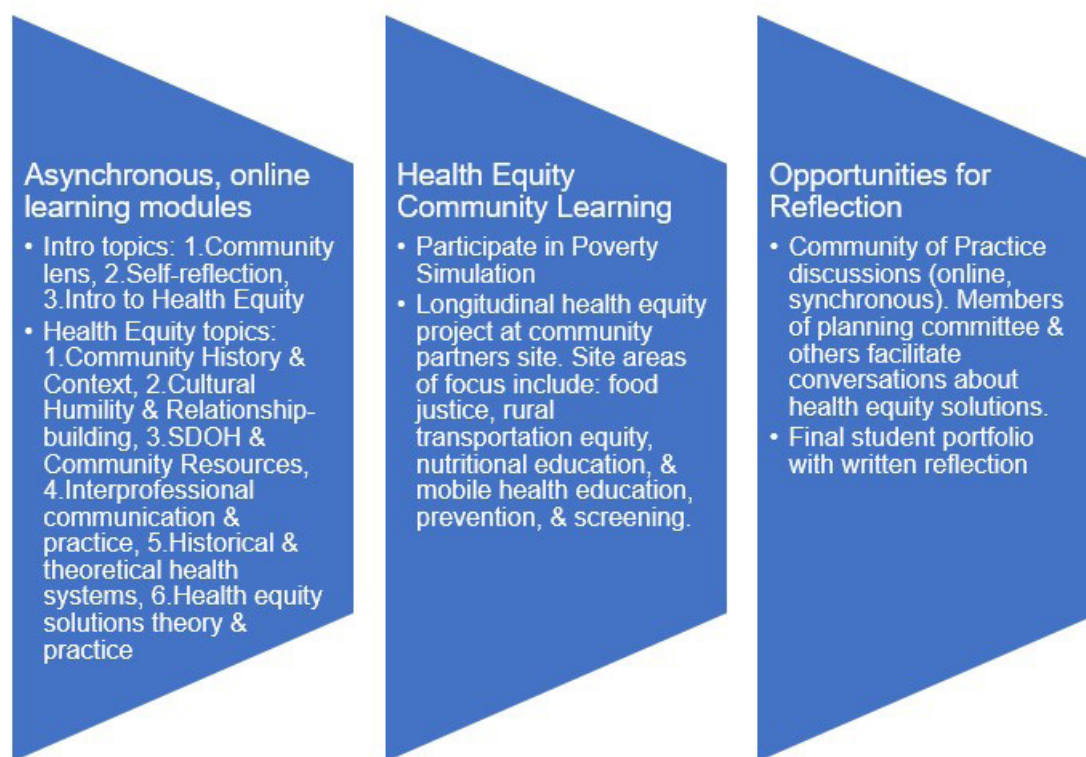 Asynchronous, online
learning modules
• Intro topics: 1.Community
lens, 2.Self-reflection,
3.Intro to Health Equity
• Health Equity topics:
1.Community History &
Context, 2.Cultural
Humility & Relationship-
building, 3.SDOH &
Community Resources,
4.Interprofessional
communication &
practice, 5.Historical &
theoretical health
systems, 6.Health equity
solutions theory &
practice
Health Equity
Community Learning
• Participate in Poverty
Simulation
• Longitudinal health equity
project at community
partners site. Site areas
of focus include: food
justice, rural
transportation equity,
nutritional education, &
mobile health education,
prevention, & screening.
Opportunities for
Reflection
• Community of Practice
discussions (online,
synchronous). Members
of planning committee &
others facilitate
conversations about
health equity solutions.
• Final student portfolio
with written reflection